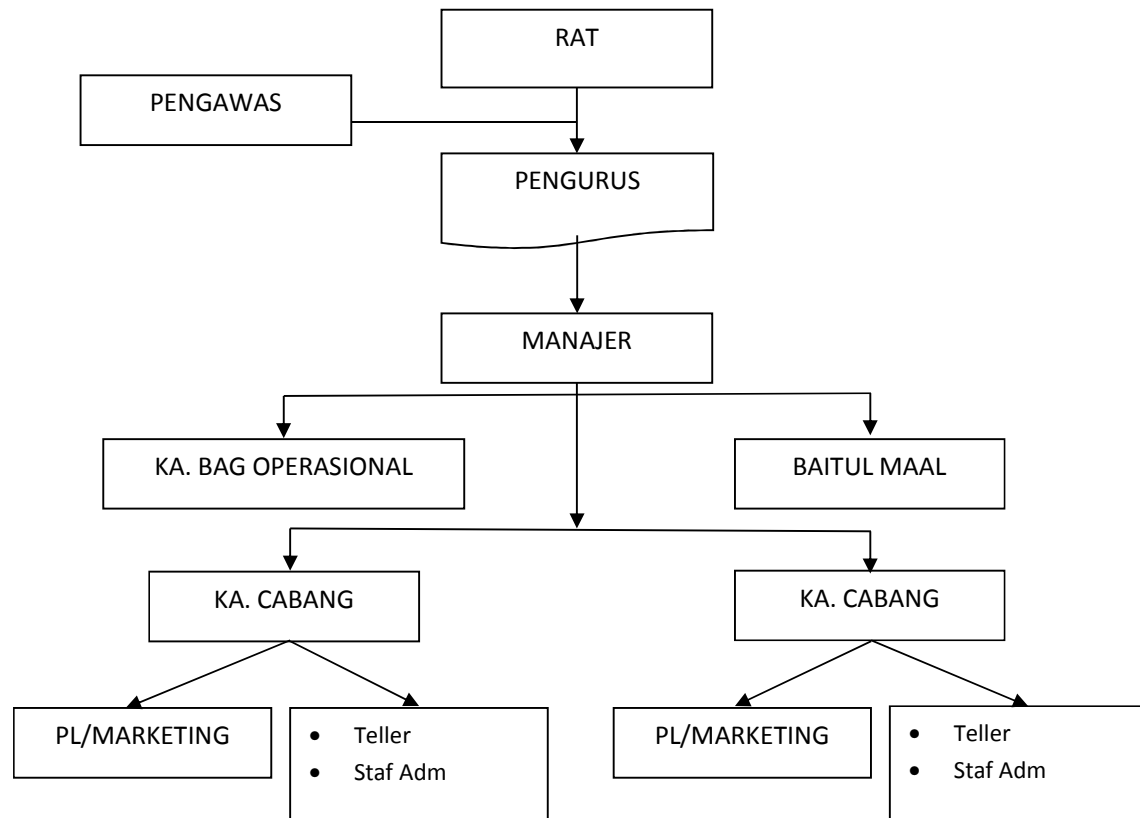 RAT
PENGAWAS
PENGURUS
MANAJER
KA. BAG OPERASIONAL
BAITUL MAAL
KA. CABANG
KA. CABANG
PL/MARKETING
• Teller
• Staf Adm
PL/MARKETING
• Teller
• Staf Adm